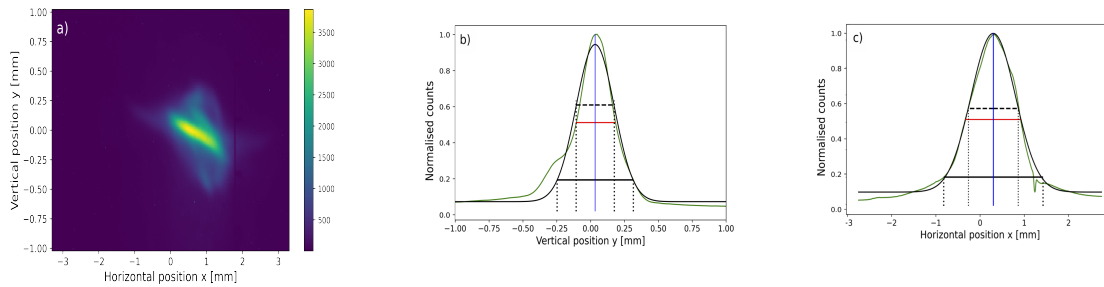 a)
1.00
0.75
0.50
0.25
0.00
−0.25
−0.50
−0.75
−1.00
Vertical position y [mm]
−3 −2 −1 0 1 2 3
Horizontal position x [mm]
3500
3000
2500
2000
1500
1000
500
b)
1.0
0.8
0.6
0.4
0.2
0.0
Normalised counts
−1.00 −0.75 −0.50 −0.25 0.00 0.25 0.50 0.75 1.00
Vertical position y [mm]
c)
1.0
0.8
0.6
0.4
0.2
0.0
Normalised counts
−3 −2 −1 0 1 2
Horizontal position x [mm]